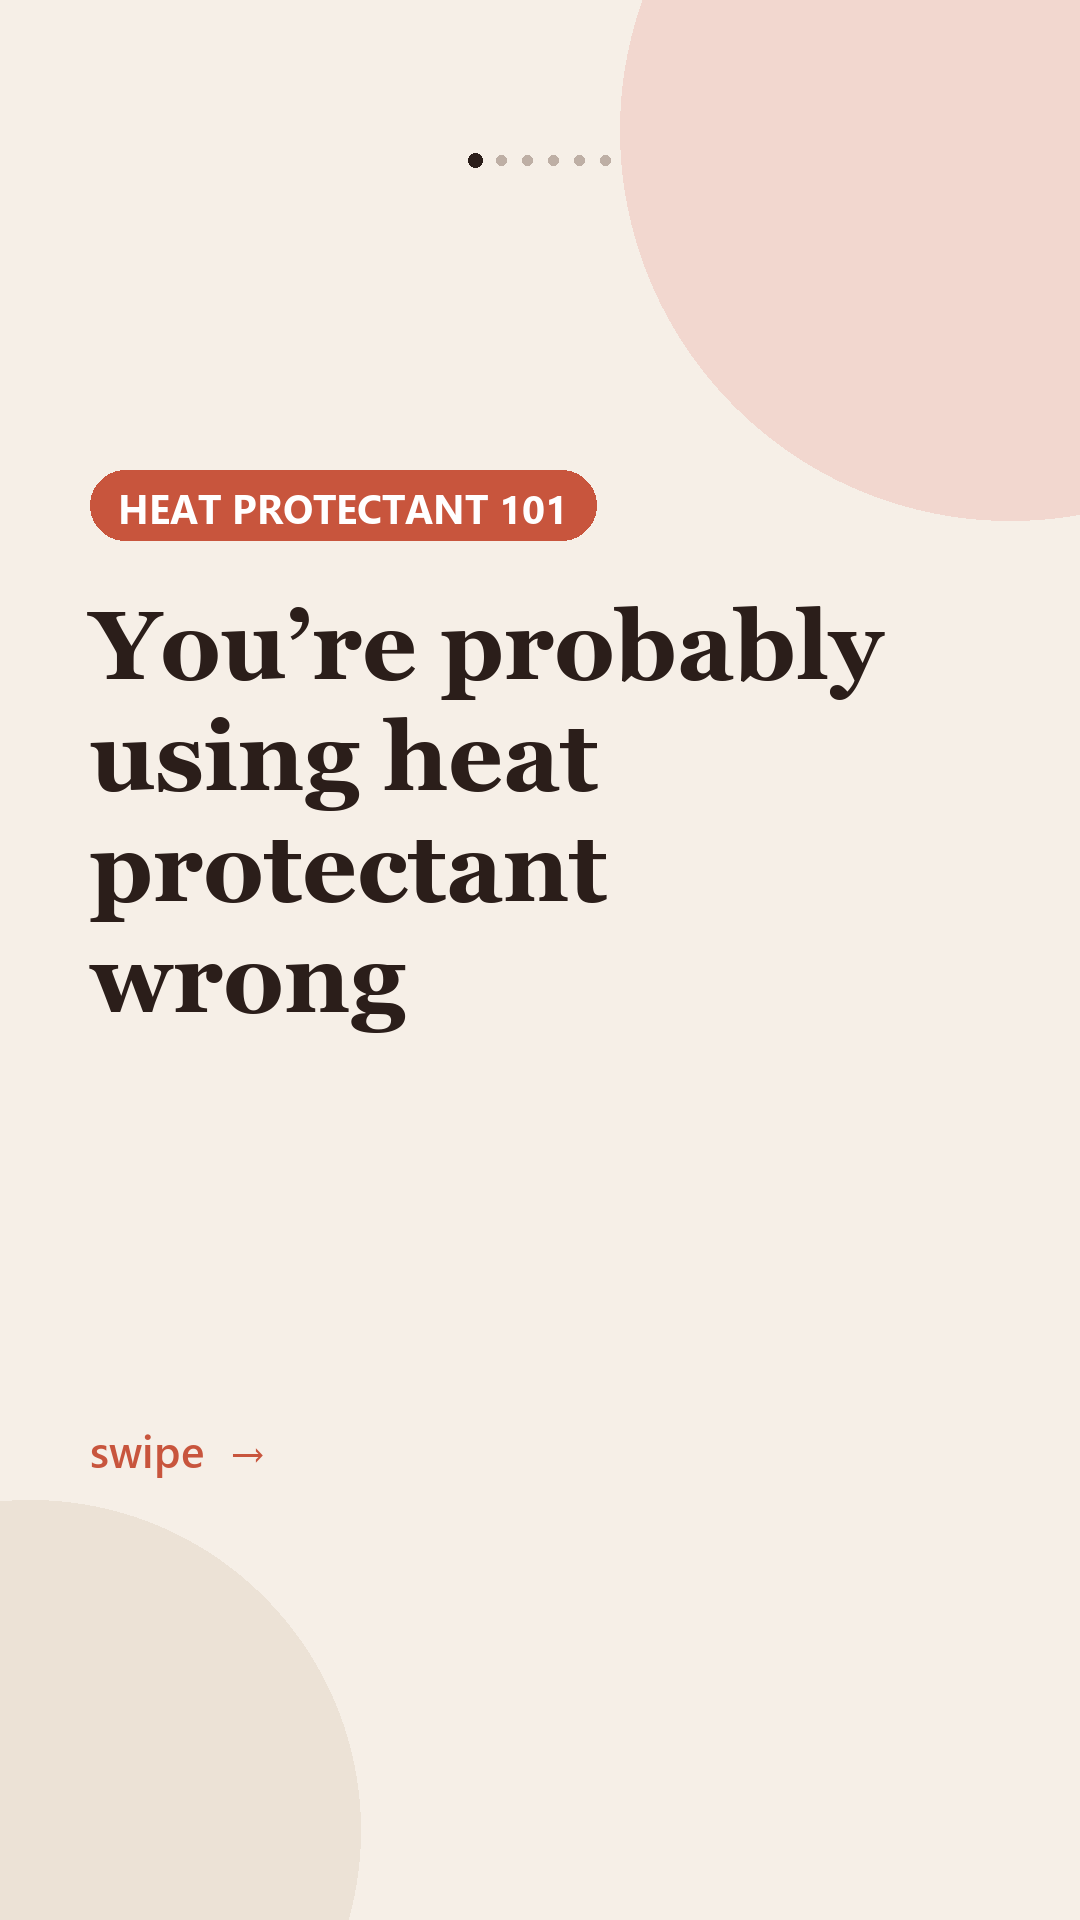 HEAT PROTECTANT 101
You’re probably
using heat
protectant
wrong
swipe →